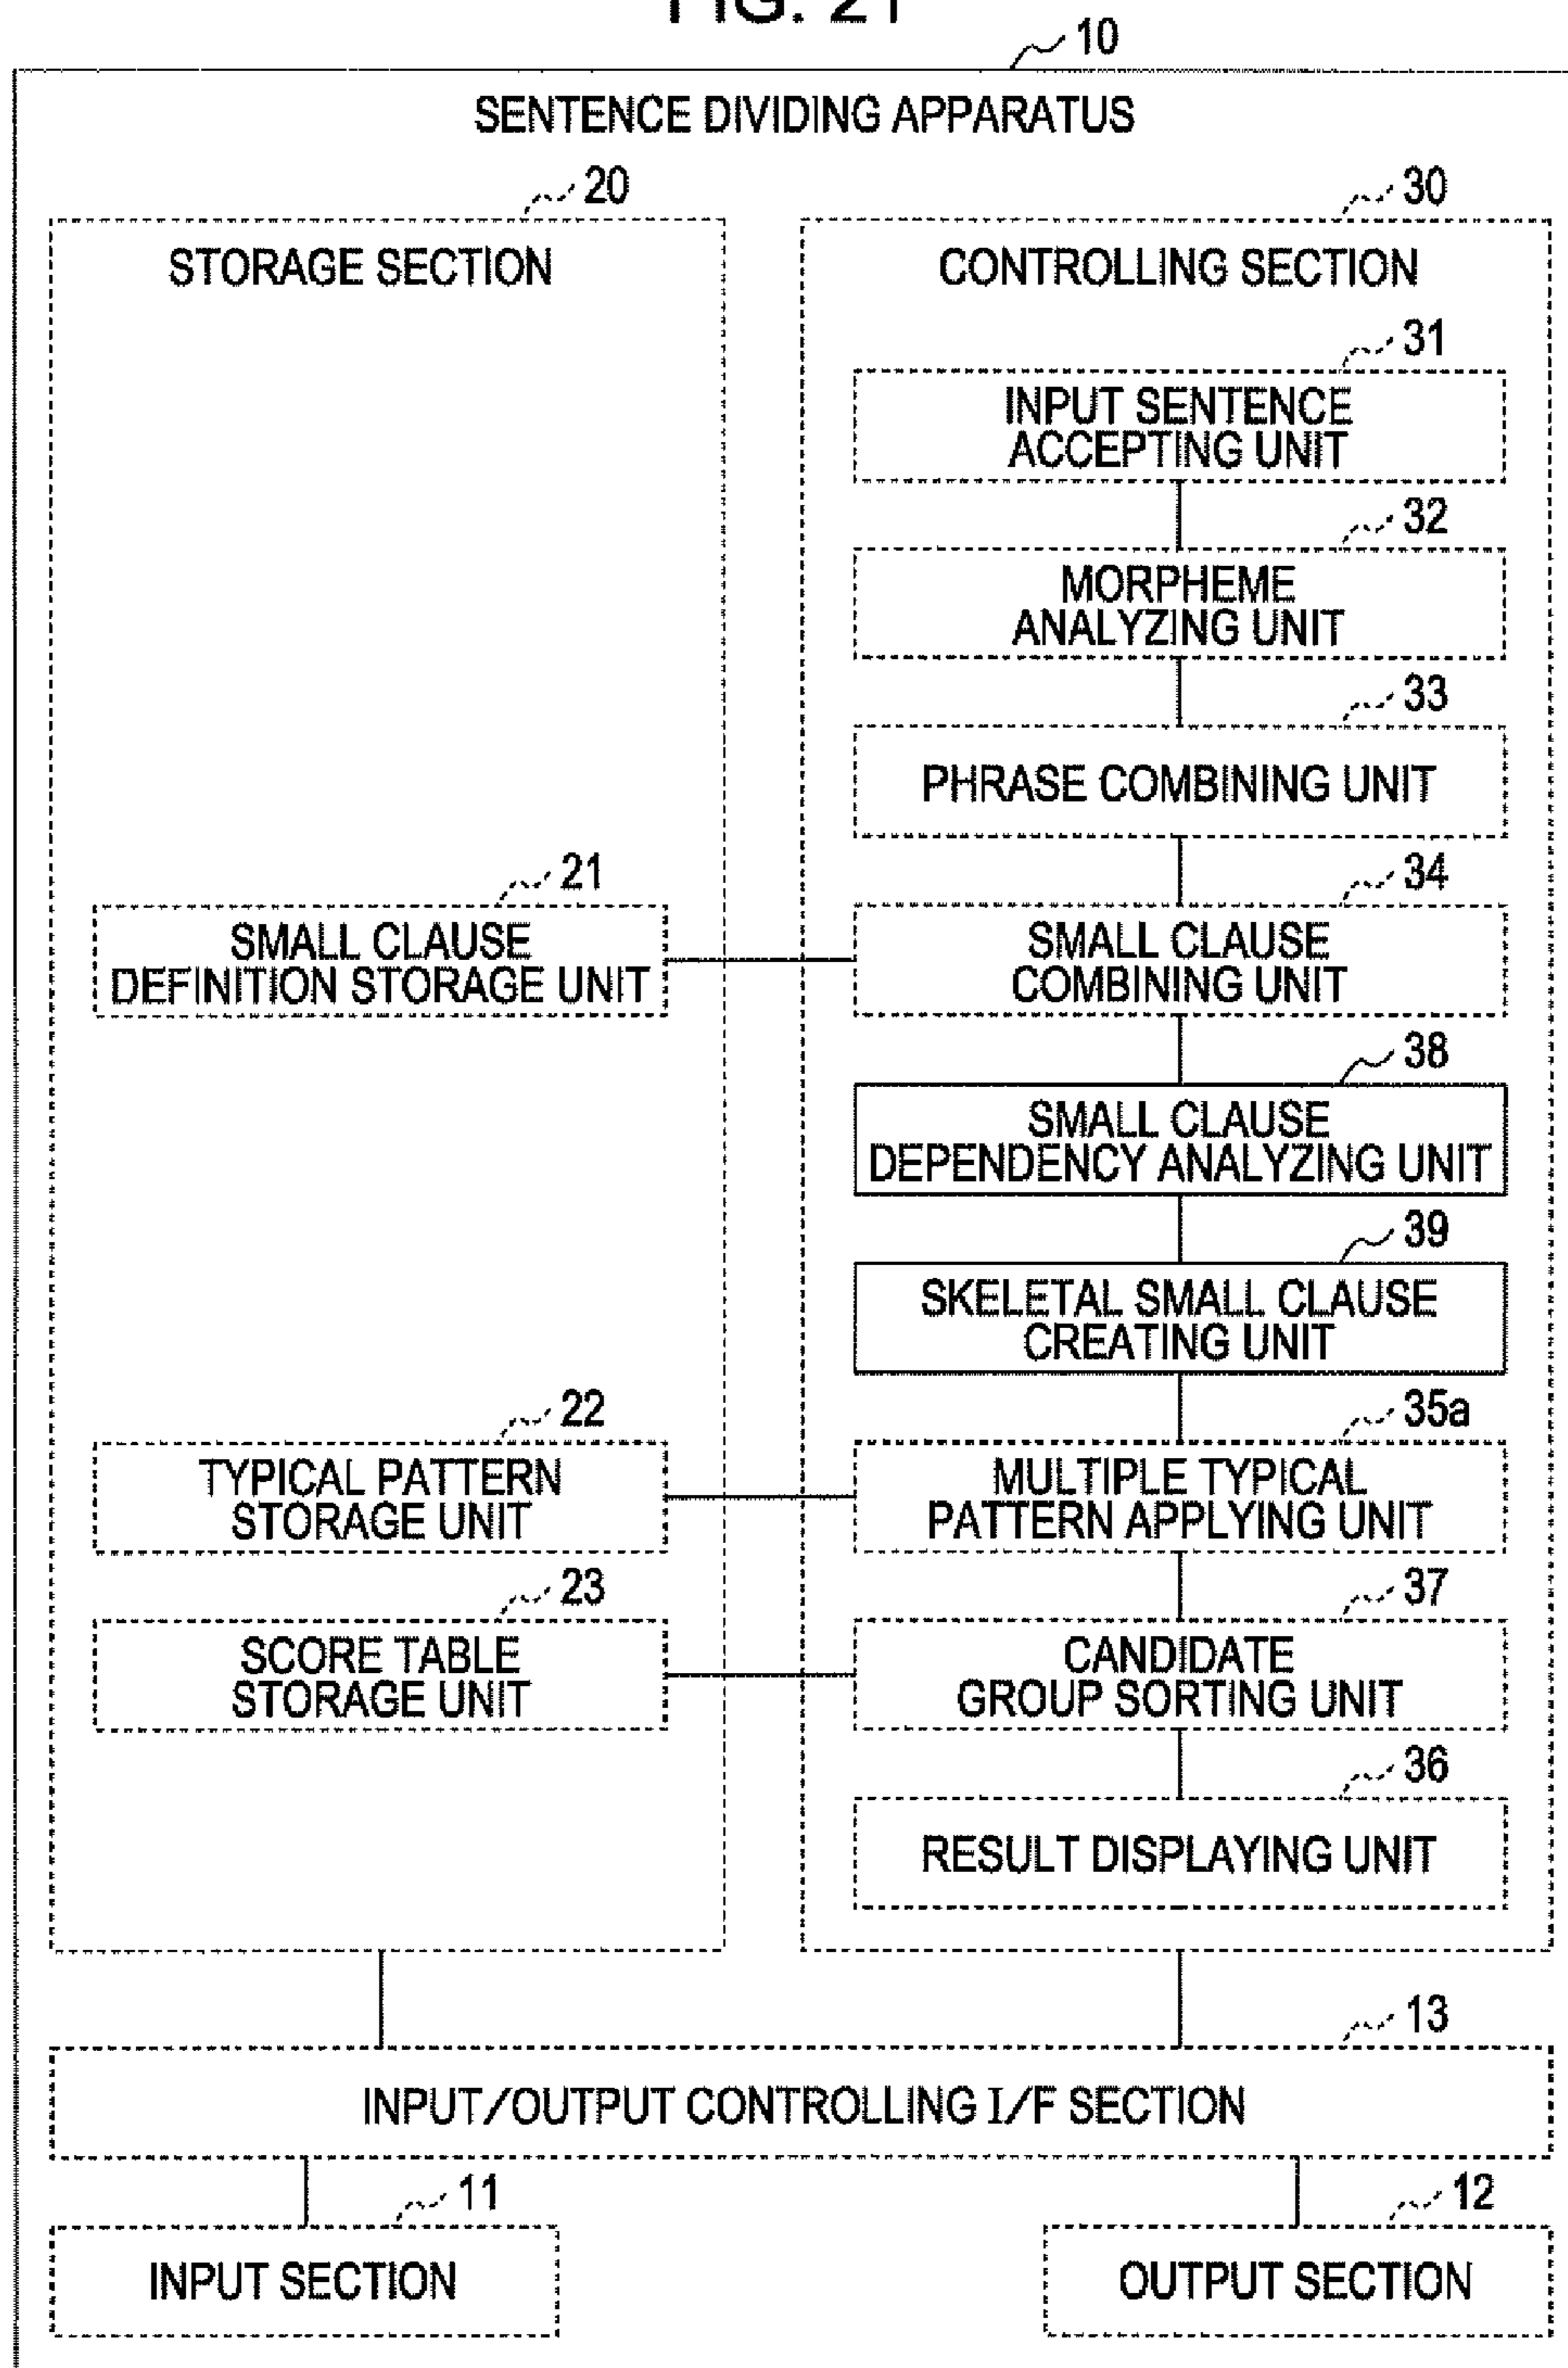 FIG. 21
10
SENTENCE DIVIDING APPARATUS
20
STORAGE SECTION
30
CONTROLLING SECTION
31
INPUT SENTENCE
ACCEPTING UNIT
32
MORPHEME
ANALYZING UNIT
33
PHRASE COMBINING UNIT
21
SMALL CLAUSE
DEFINITION STORAGE UNIT
34
SMALL CLAUSE
COMBINING UNIT
38
SMALL CLAUSE
DEPENDENCY ANALYZING UNIT
39
SKELETAL SMALL CLAUSE
CREATING UNIT
22
TYPICAL PATTERN
STORAGE UNIT
35a
MULTIPLE TYPICAL
PATTERN APPLYING UNIT
23
SCORE TABLE
STORAGE UNIT
37
CANDIDATE
GROUP SORTING UNIT
36
RESULT DISPLAYING UNIT
13
INPUT/OUTPUT CONTROLLING I/F SECTION
11
INPUT SECTION
12
OUTPUT SECTION